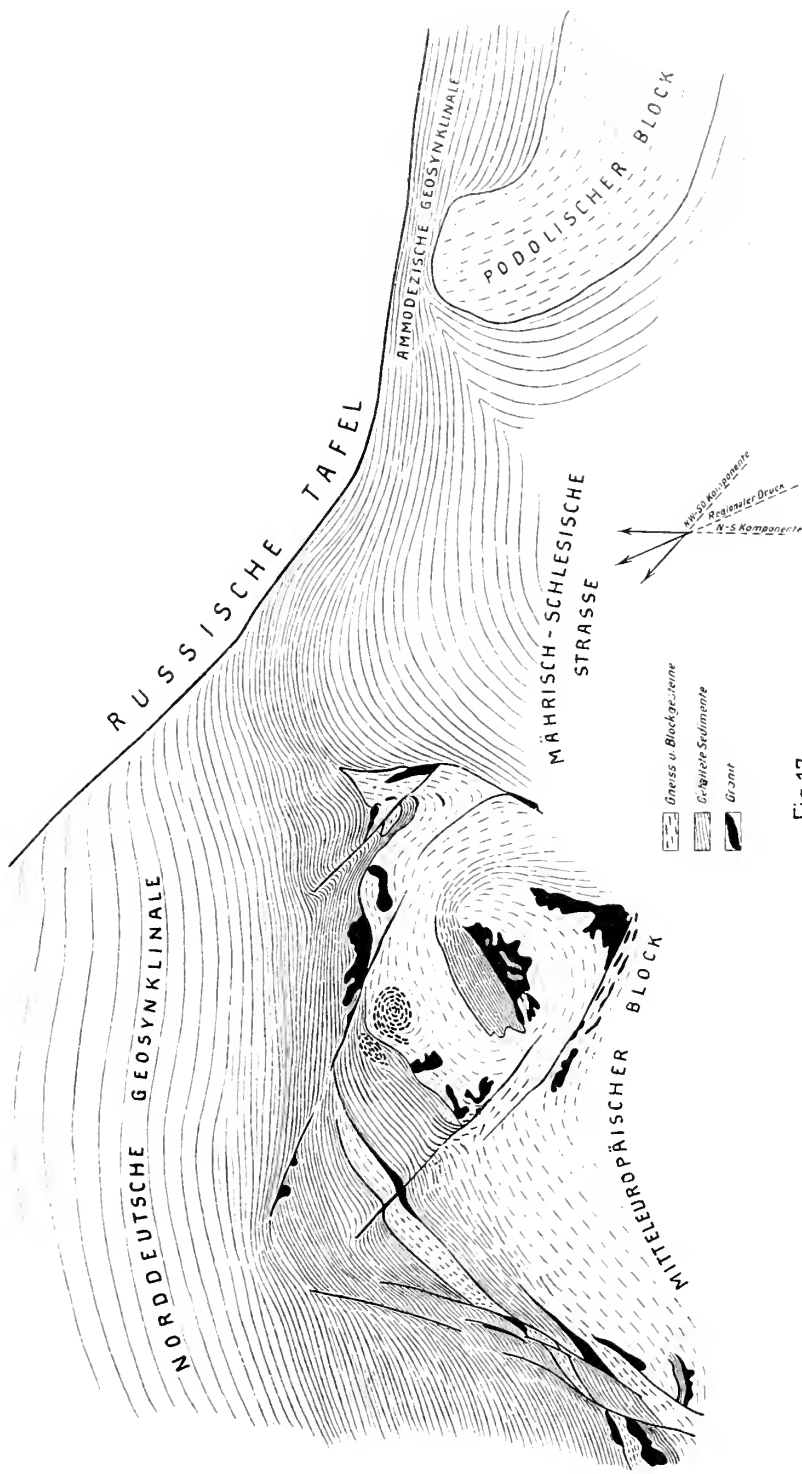 RUSSISCHE TAFEL
NORDDEUTSCHE GEOSYNKLINALE
AMMODEZISCHE GEOSYNKLINALE
PODOLISCHER BLOCK
MÄHRISCH-SCHLESISCHE
STRASSE
MITTELEUROPÄISCHER BLOCK
NW-SO Komponente
Regionaler Druck
N-S Komponente
Gneiss u. Blockgesteine
Gefaltete Sedimente
Granit
Fig. 17